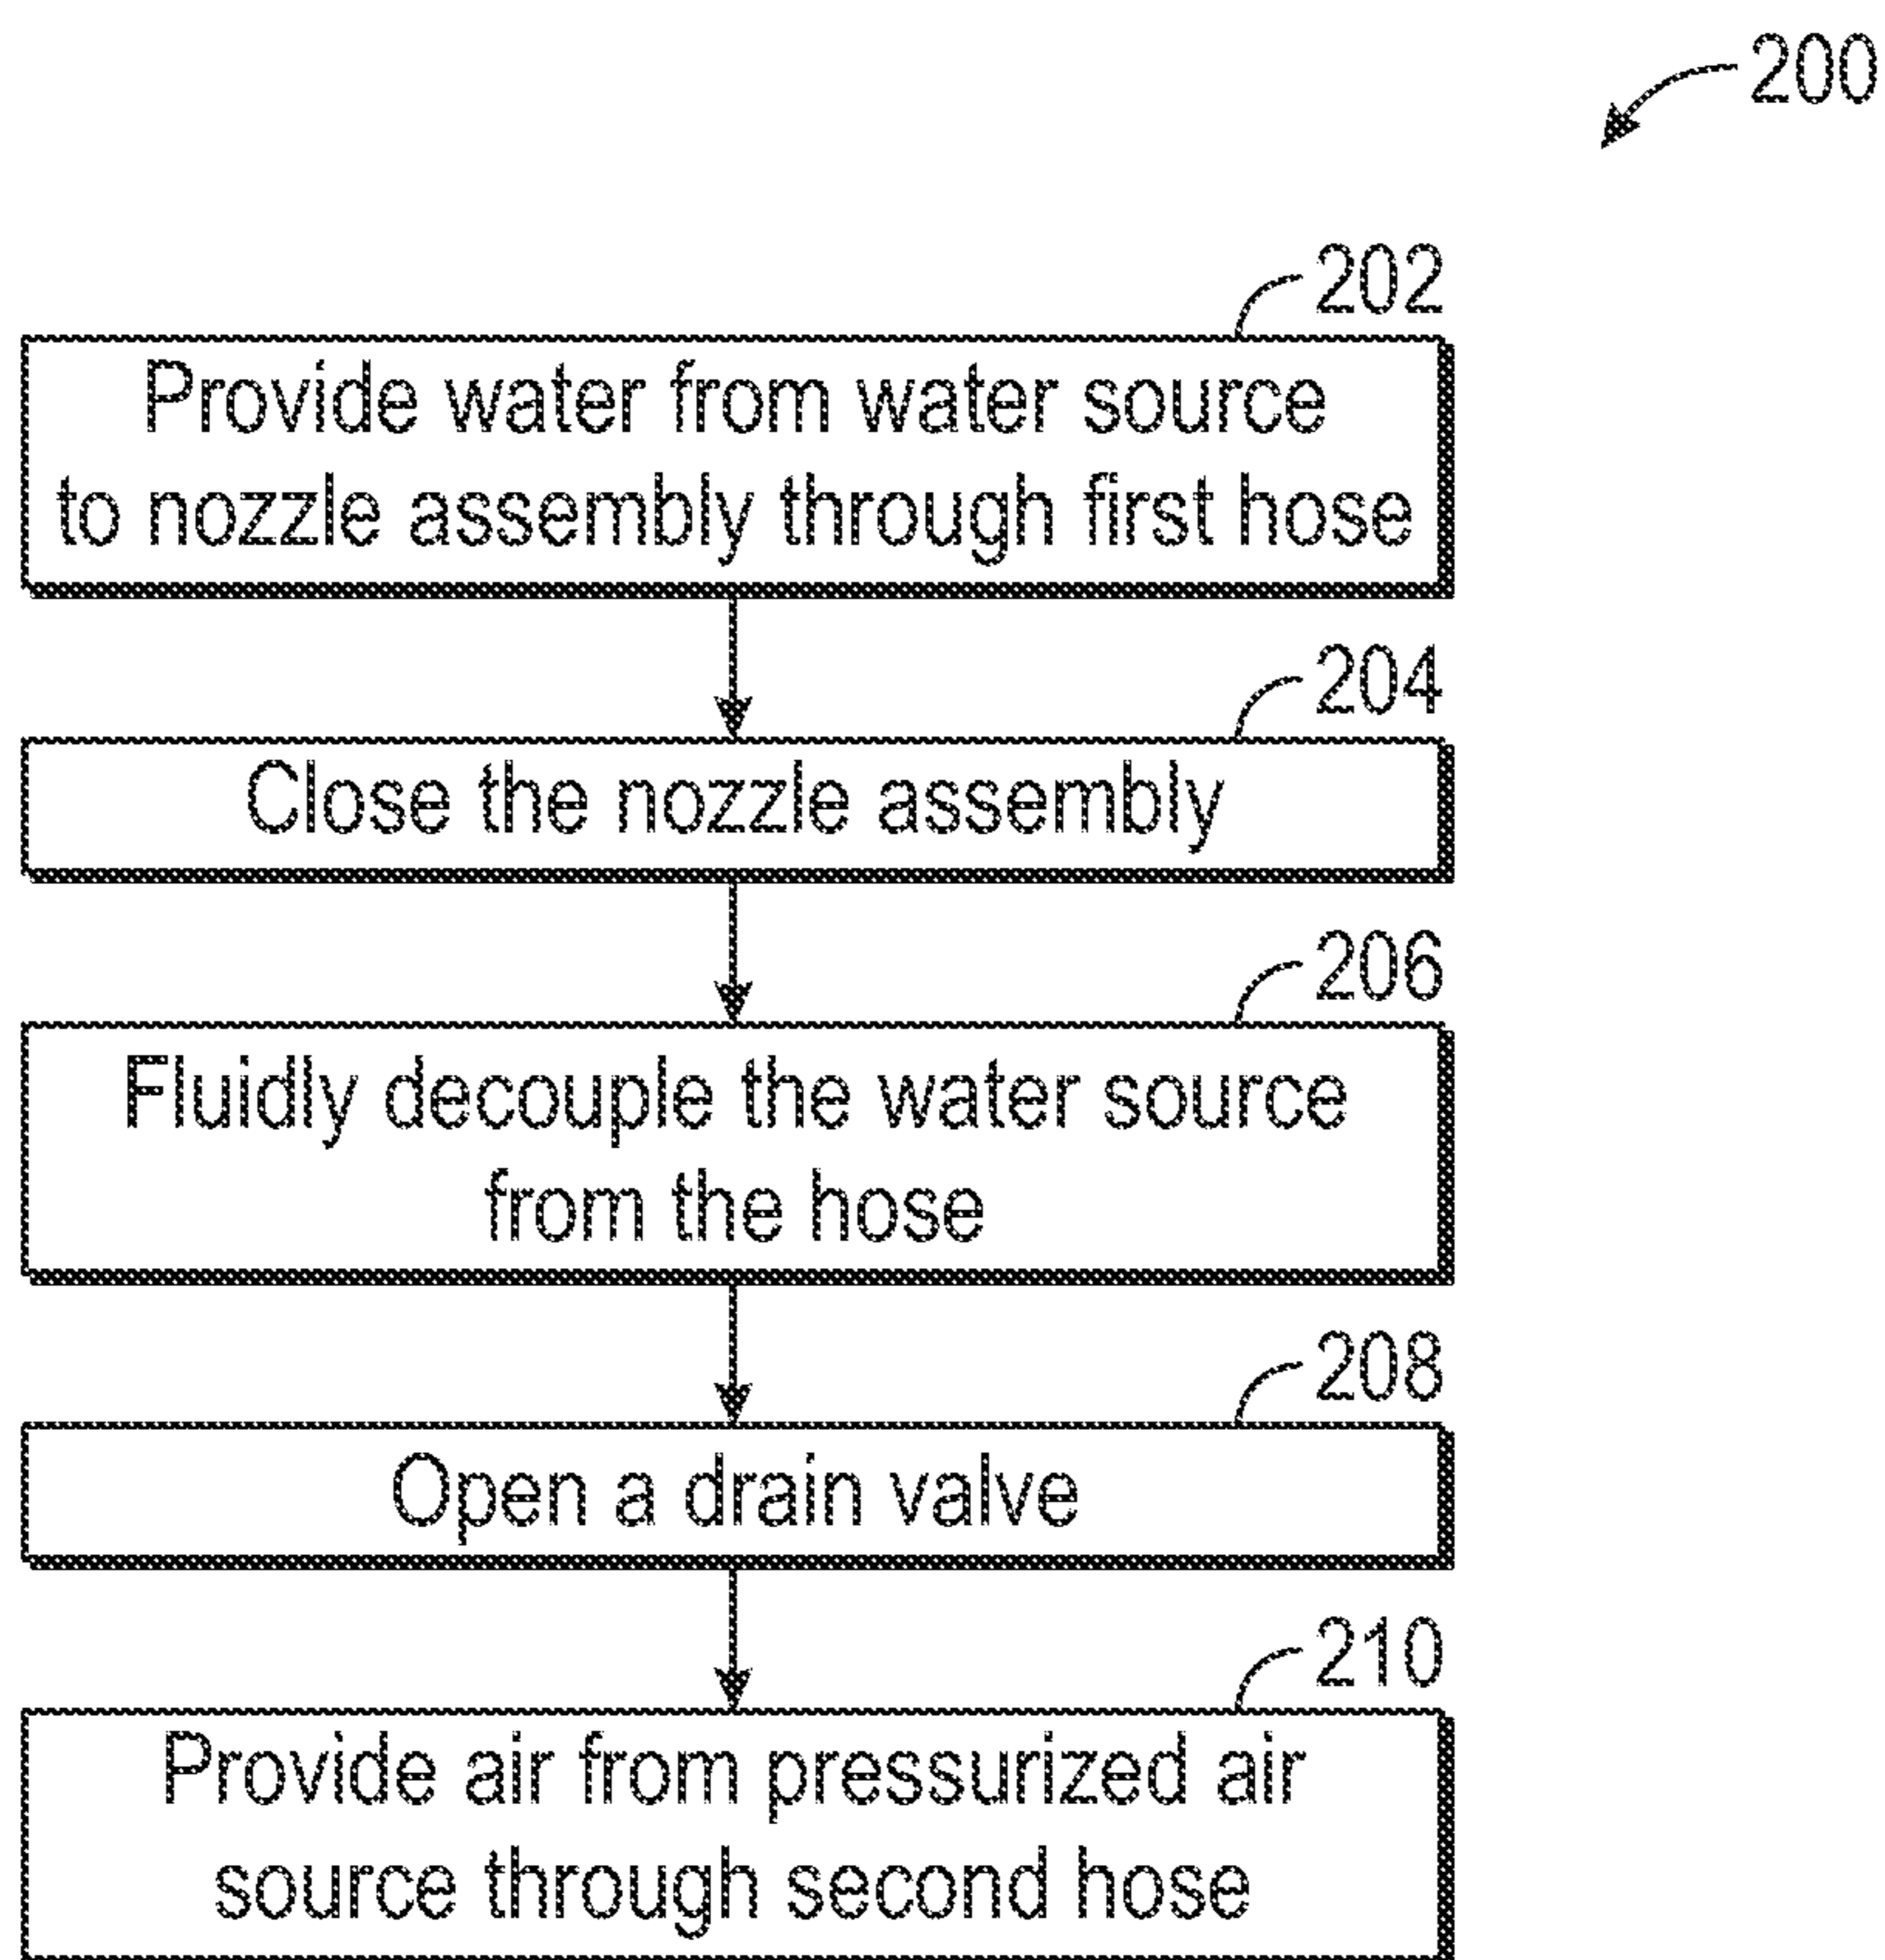 200
202
Provide water from water source
to nozzle assembly through first hose
204
Close the nozzle assembly
206
Fluidly decouple the water source
from the hose
208
Open a drain valve
210
Provide air from pressurized air
source through second hose